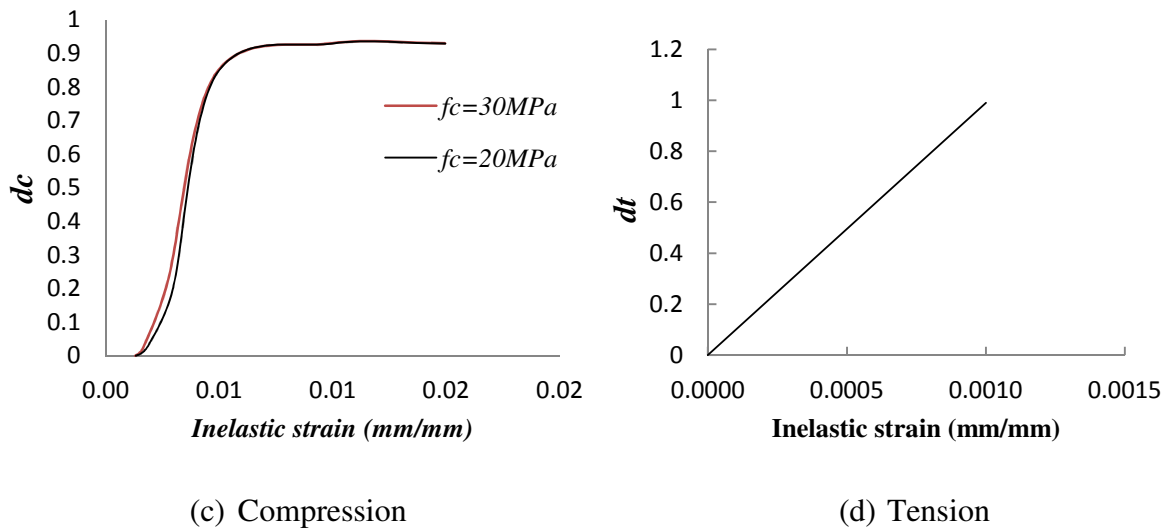 1
0.9
0.8
0.7
0.6
0.5
0.4
0.3
0.2
0.1
0
dc
fc=30MPa
fc=20MPa
0.00 0.01 0.01 0.02 0.02
Inelastic strain (mm/mm)
(c) Compression
1.2
1
0.8
0.6
0.4
0.2
0
dt
0.0000 0.0005 0.0010 0.0015
Inelastic strain (mm/mm)
(d) Tension